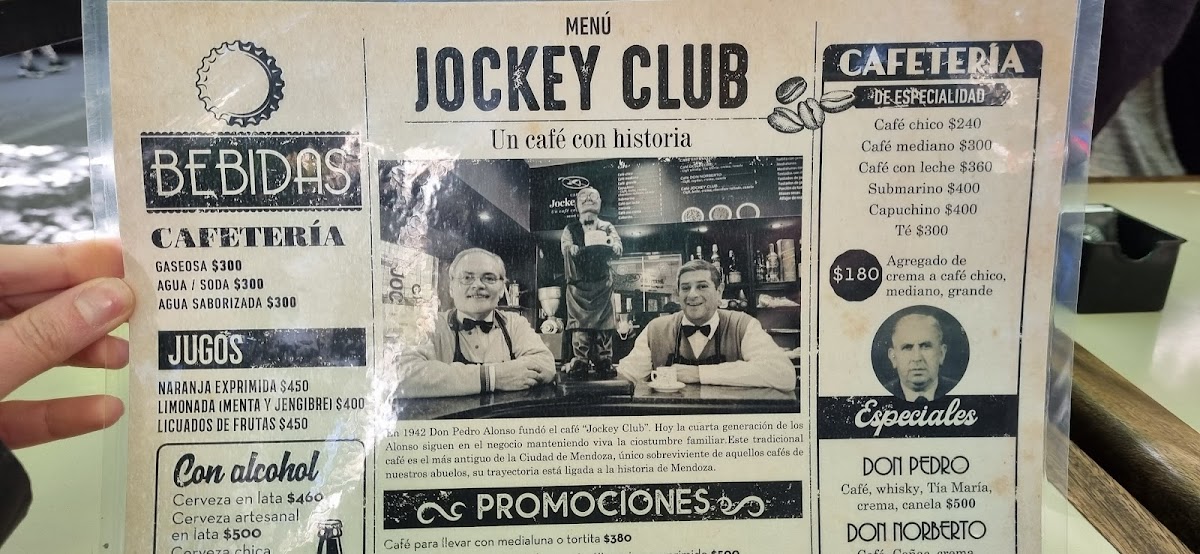 MENÚ
JOCKEY CLUB
Un café con historia
BEBIDAS
CAFETERÍA
GASEOSA $300
AGUA / SODA $300
AGUA SABORIZADA $300
JUGOS
NARANJA EXPRIMIDA $450
LIMONADA (MENTA Y JENGIBRE) $400
LICUADOS DE FRUTAS $450
Con alcohol
Cerveza en lata $460
Cerveza artesanal
en lata $500
Cerveza chica
Jockey
En 1942 Don Pedro Alonso fundó el café “Jockey Club”. Hoy la cuarta generación de los
Alonso siguen en el negocio manteniendo viva la ciostumbre familiar.Este tradicional
café es el más antiguo de la Ciudad de Mendoza, único sobreviviente de aquellos cafés de
nuestros abuelos, su trayectoria está ligada a la historia de Mendoza.
PROMOCIONES
Café para llevar con medialuna o tortita $380
CAFETERÍA
DE ESPECIALIDAD
Café chico $240
Café mediano $300
Café con leche $360
Submarino $400
Capuchino $400
Té $300
$180
Agregado de
crema a café chico,
mediano, grande
Especiales
DON PEDRO
Café, whisky, Tía María,
crema, canela $500
DON NORBERTO